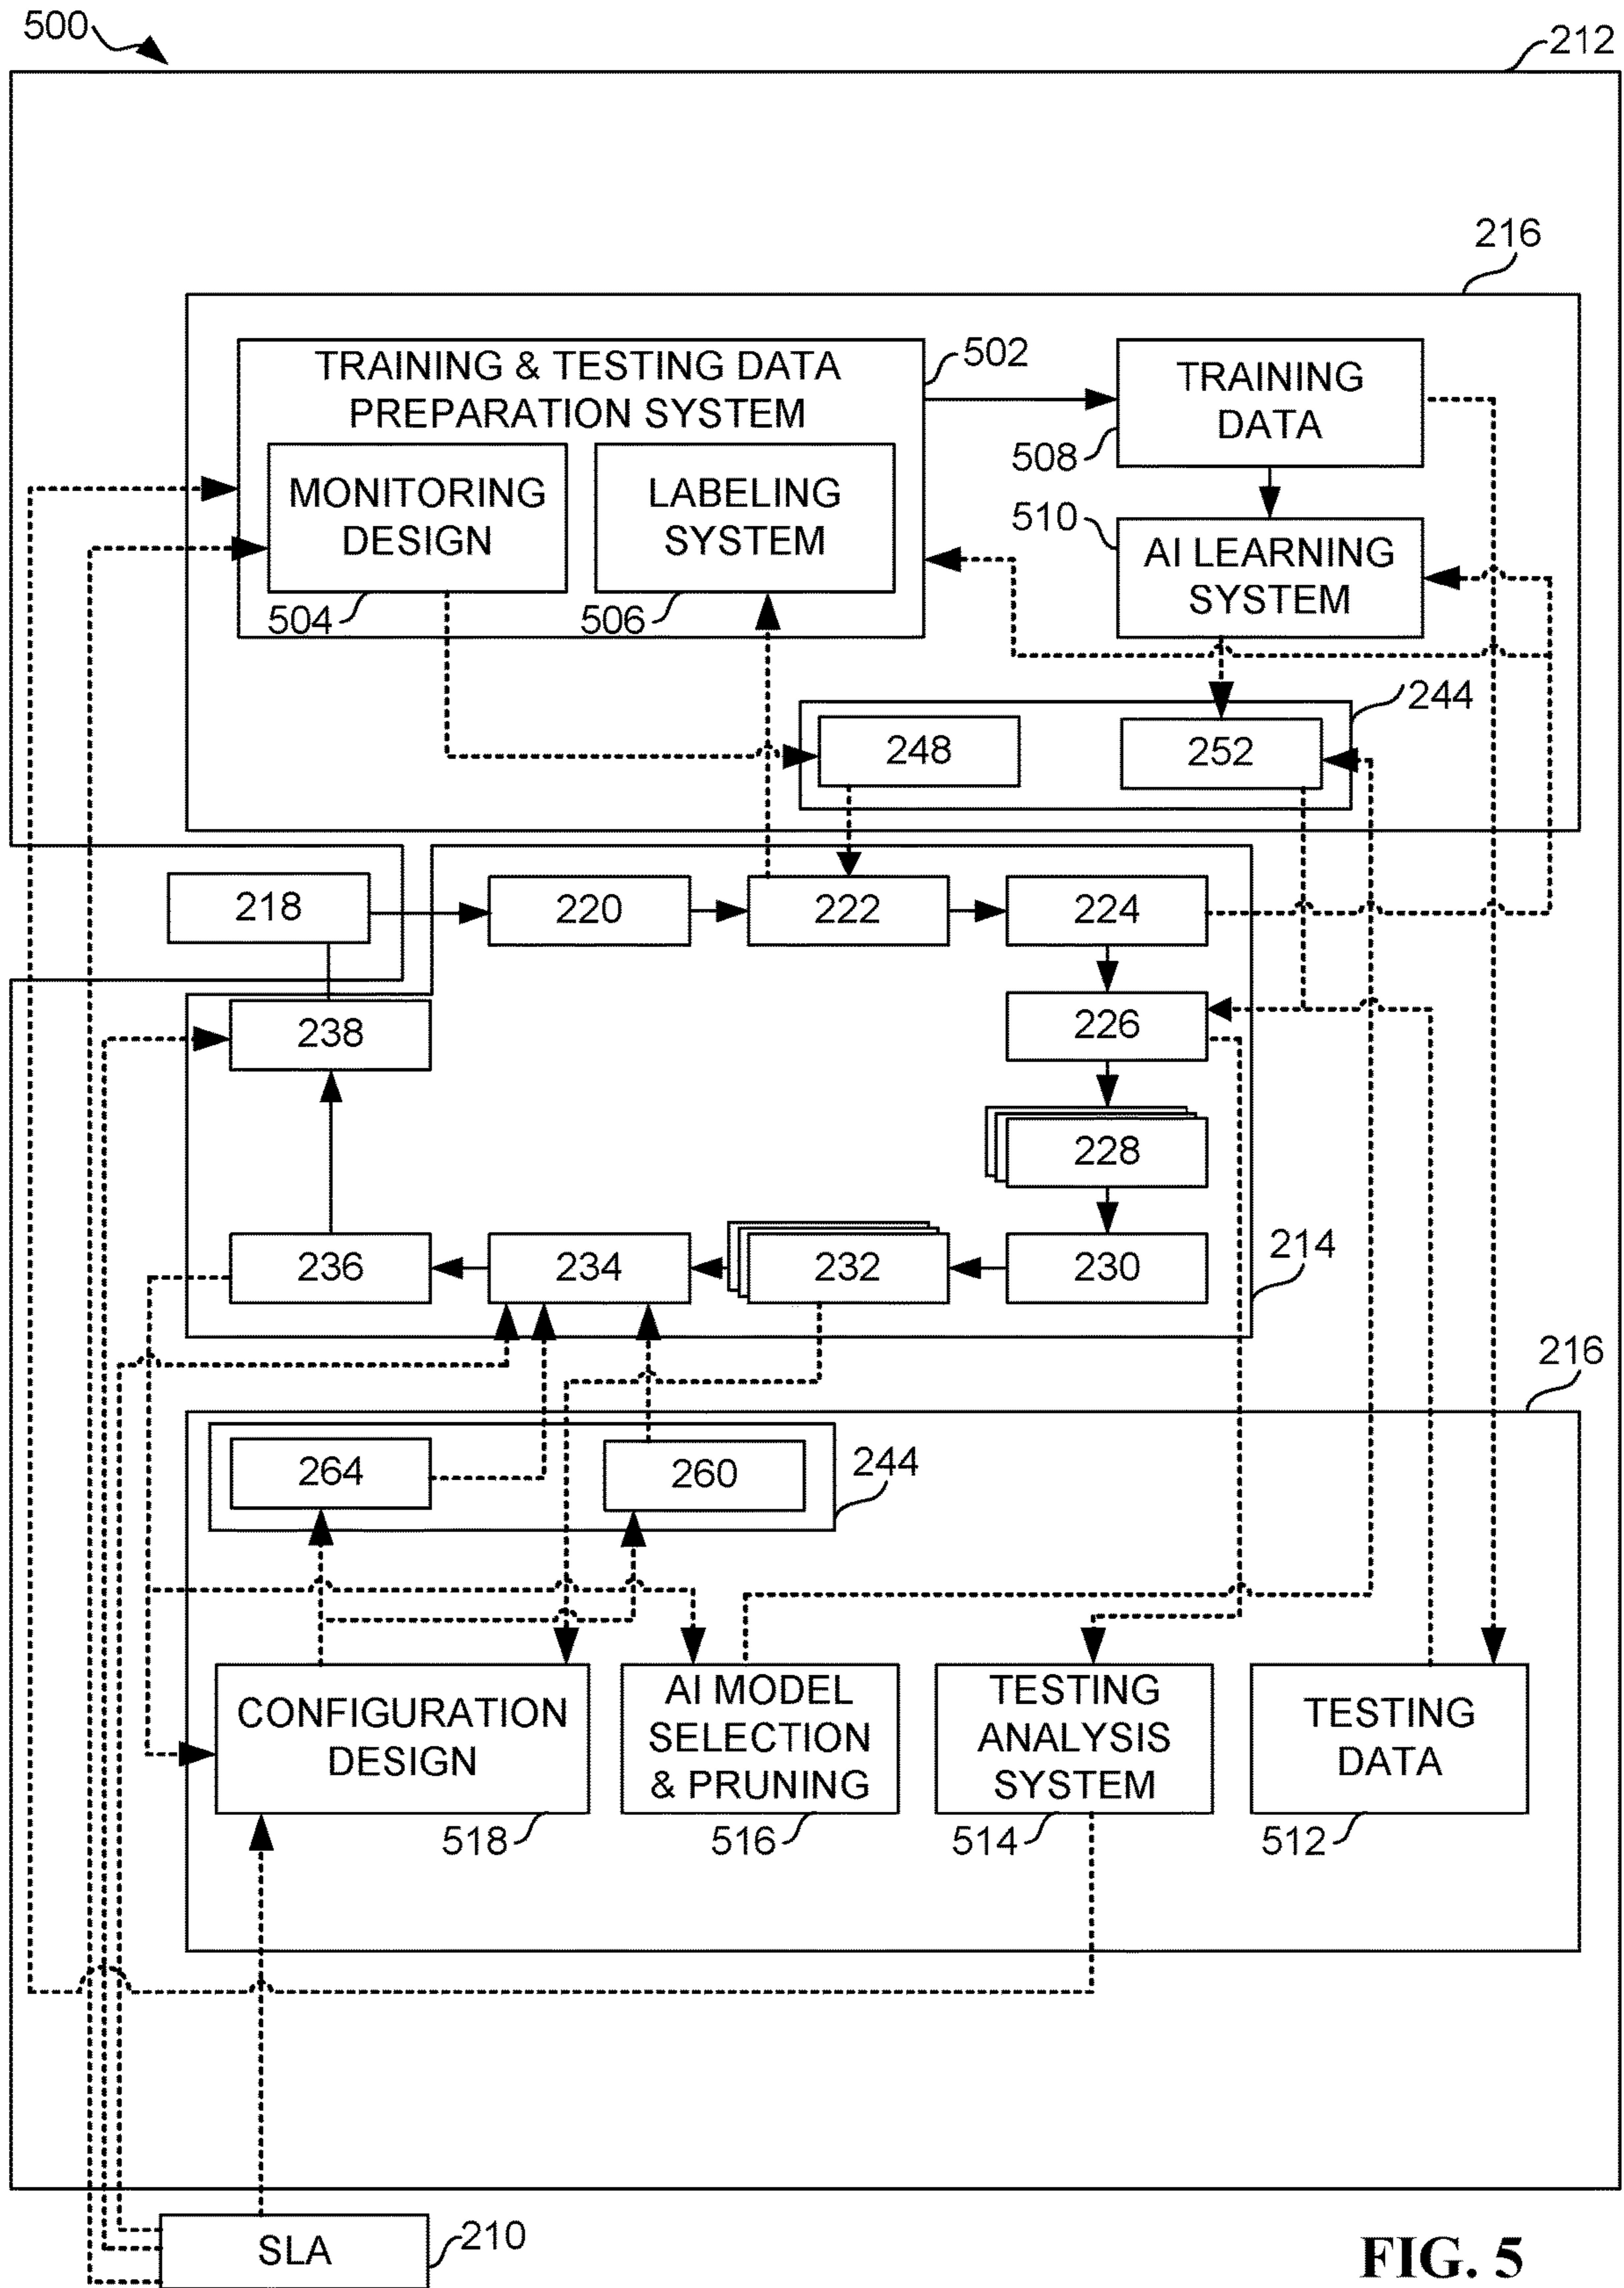 500
212
216
TRAINING & TESTING DATA
PREPARATION SYSTEM
502
TRAINING
DATA
508
MONITORING
DESIGN
504
LABELING
SYSTEM
506
510
AI LEARNING
SYSTEM
244
248
252
218
220
222
224
238
226
228
236
234
232
230
214
216
264
260
244
CONFIGURATION
DESIGN
518
AI MODEL
SELECTION
& PRUNING
516
TESTING
ANALYSIS
SYSTEM
514
TESTING
DATA
512
SLA
210
FIG. 5